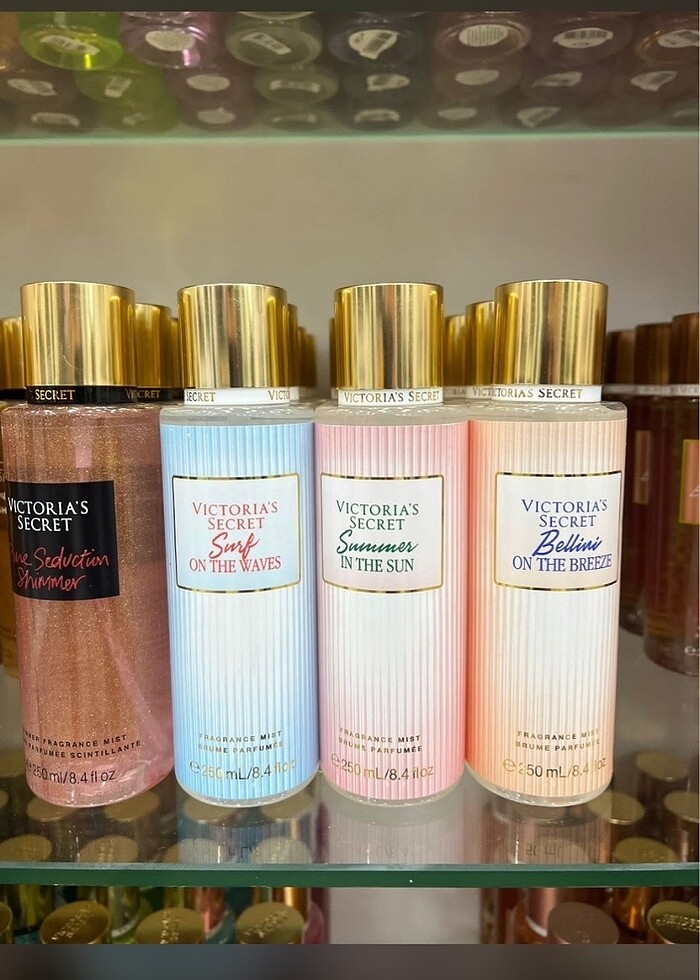 SECRET
VICTORIA'S
SECRET
Seduction
Shimmer
FRAGRANCE MIST
PARFUMÉE SCINTILLANTE
250 ml/8.4 fl oz
SECRET
VICTORIA'S
SECRET
Surf
ON THE WAVES
FRAGRANCE MIST
BRUME PARFUMÉE
℮ 250 mL/8.4 fl oz
VICTORIA'S SECRET
VICTORIA'S
SECRET
Summer
IN THE SUN
FRAGRANCE MIST
BRUME PARFUMÉE
℮ 250 mL/8.4 fl oz
VICTORIA'S SECRET
VICTORIA'S
SECRET
Bellini
ON THE BREEZE
FRAGRANCE MIST
BRUME PARFUMÉE
℮ 250 mL/8.4 fl oz